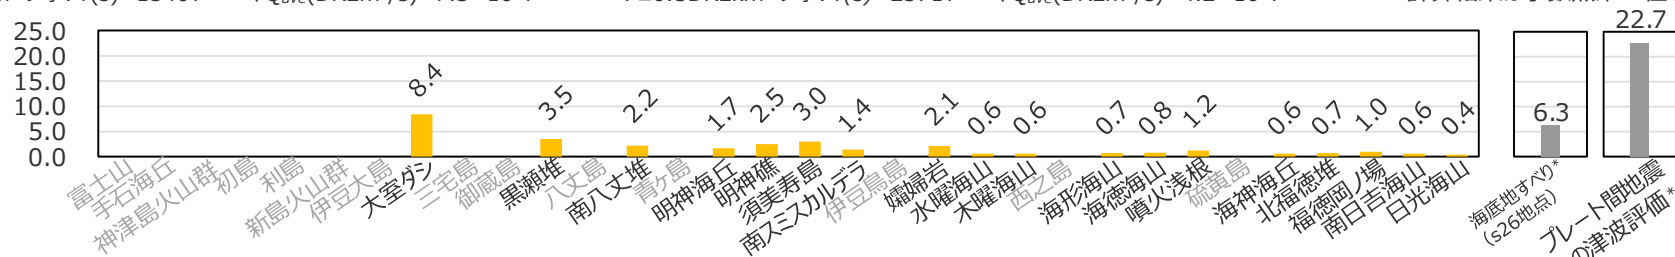 22.7
25.0
20.0
15.0
10.0
5.0
0.0
8.4
3.5
2.2
1.7
2.5
3.0
1.4
2.1
0.6
0.6
0.7
0.8
1.2
0.6
0.7
1.0
0.6
0.4
6.3
富士山
手石海丘
神津島火山群
初島
利島
新島火山群
伊豆大島
大室ダシ
三宅島
御蔵島
黒瀬堆
八丈島
南八丈堆
青ケ島
明神海丘
明神礁
須美寿島
南スミスカルデラ
伊豆鳥島
孀婦岩
水曜海山
木曜海山
西之島
海形海山
海徳海山
噴火浅根
硫黄島
海神海丘
北福徳堆
福徳岡ノ場
南日吉海山
日光海山
海底地すべり*
(s26地点)
プレート間地震
の津波評価*